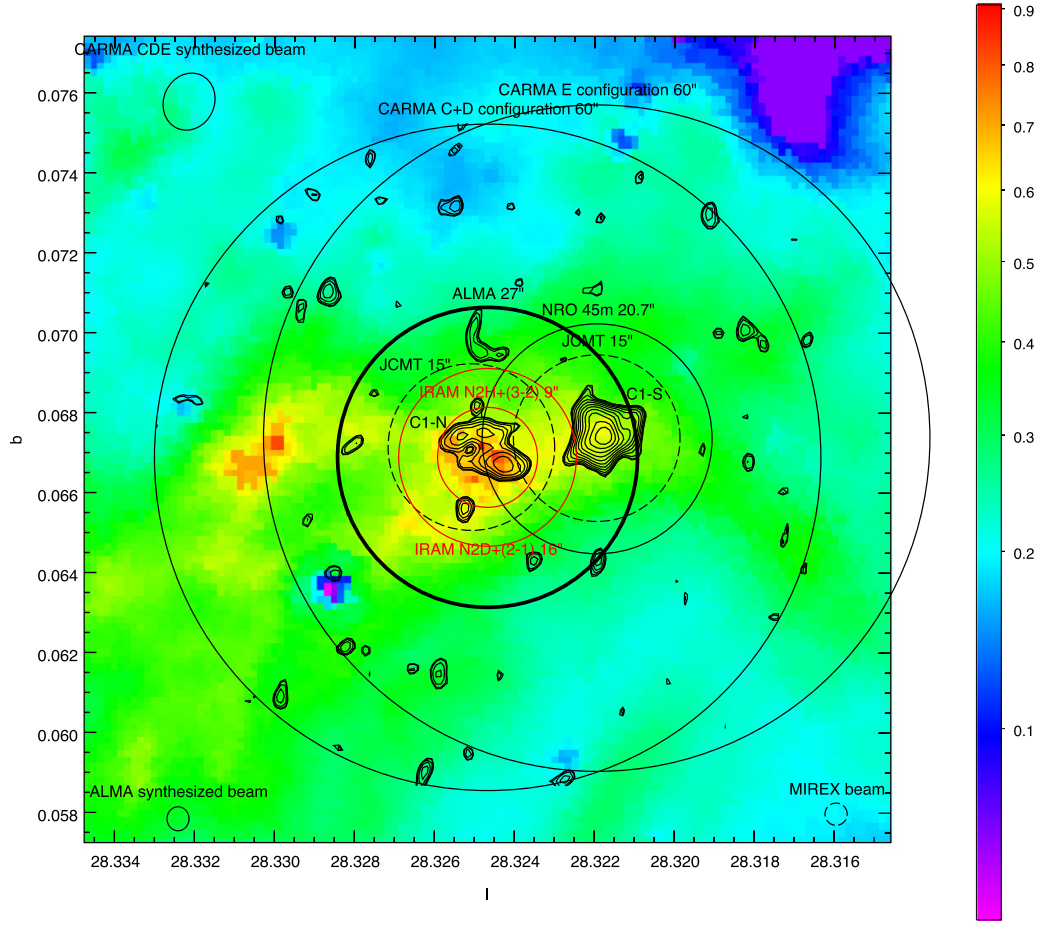 CARMA CDE synthesized beam
CARMA E configuration 60"
CARMA C+D configuration 60"
ALMA 27"
NRO 45m 20.7"
JCMT 15"
JCMT 15"
IRAM N2H+(3-2) 9"
C1-S
C1-N
IRAM N2D+(2-1) 16"
ALMA synthesized beam
MIREX beam
0.076
0.074
0.072
0.070
0.068
0.066
0.064
0.062
0.060
0.058
b
28.334
28.332
28.330
28.328
28.326
28.324
28.322
28.320
28.318
28.316
l
0.9
0.8
0.7
0.6
0.5
0.4
0.3
0.2
0.1